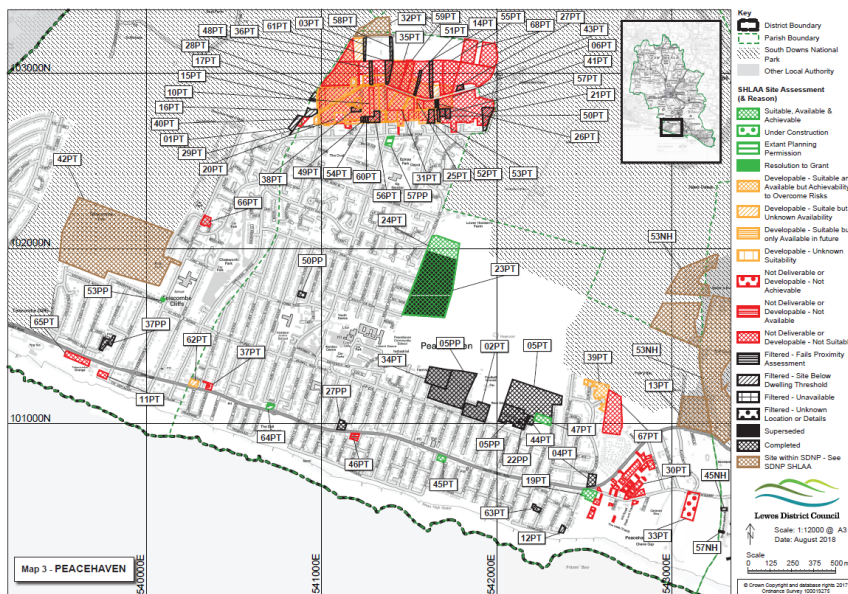 103000N
102000N
101000N
540000E
541000E
542000E
543000E
61PT
03PT
58PT
32PT
59PT
55PT
27PT
48PT
36PT
35PT
51PT
14PT
68PT
43PT
28PT
06PT
17PT
41PT
15PT
57PT
10PT
21PT
16PT
50PT
40PT
26PT
01PT
29PT
20PT
38PT
49PT
54PT
60PT
31PT
25PT
52PT
53PT
56PT
57PP
42PT
66PT
24PT
53NH
50PP
23PT
53PP
Telscombe
Cliffs
65PT
37PP
62PT
37PT
34PT
05PP
02PT
05PT
39PT
53NH
13PT
27PP
11PT
64PT
46PT
45PT
05PP
22PP
44PT
47PT
04PT
67PT
19PT
30PT
45NH
63PT
12PT
33PT
57NH
Map 3 - PEACEHAVEN
Key
District Boundary
Parish Boundary
South Downs National
Park
Other Local Authority
SHLAA Site Assessment
(& Reason)
Suitable, Available &
Achievable
Under Construction
Extant Planning
Permission
Resolution to Grant
Developable - Suitable an
Available but Achievability
to Overcome Risks
Developable - Suitale but
Unknown Availability
Developable - Suitable bu
only Available in future
Developable - Unknown
Suitability
Not Deliverable or
Developable - Not
Achievable
Not Deliverable or
Developable - Not
Available
Not Deliverable or
Developable - Not Suitabl
Filtered - Fails Proximity
Assessment
Filtered - Site Below
Dwelling Threshold
Filtered - Unavailable
Filtered - Unknown
Location or Details
Superseded
Completed
Site within SDNP - See
SDNP SHLAA
Lewes District Council
N
Scale: 1:12000 @ A3
Date: August 2018
Scale
0 125 250 500 m
© Crown Copyright and database rights 2017
Ordnance Survey 100019275